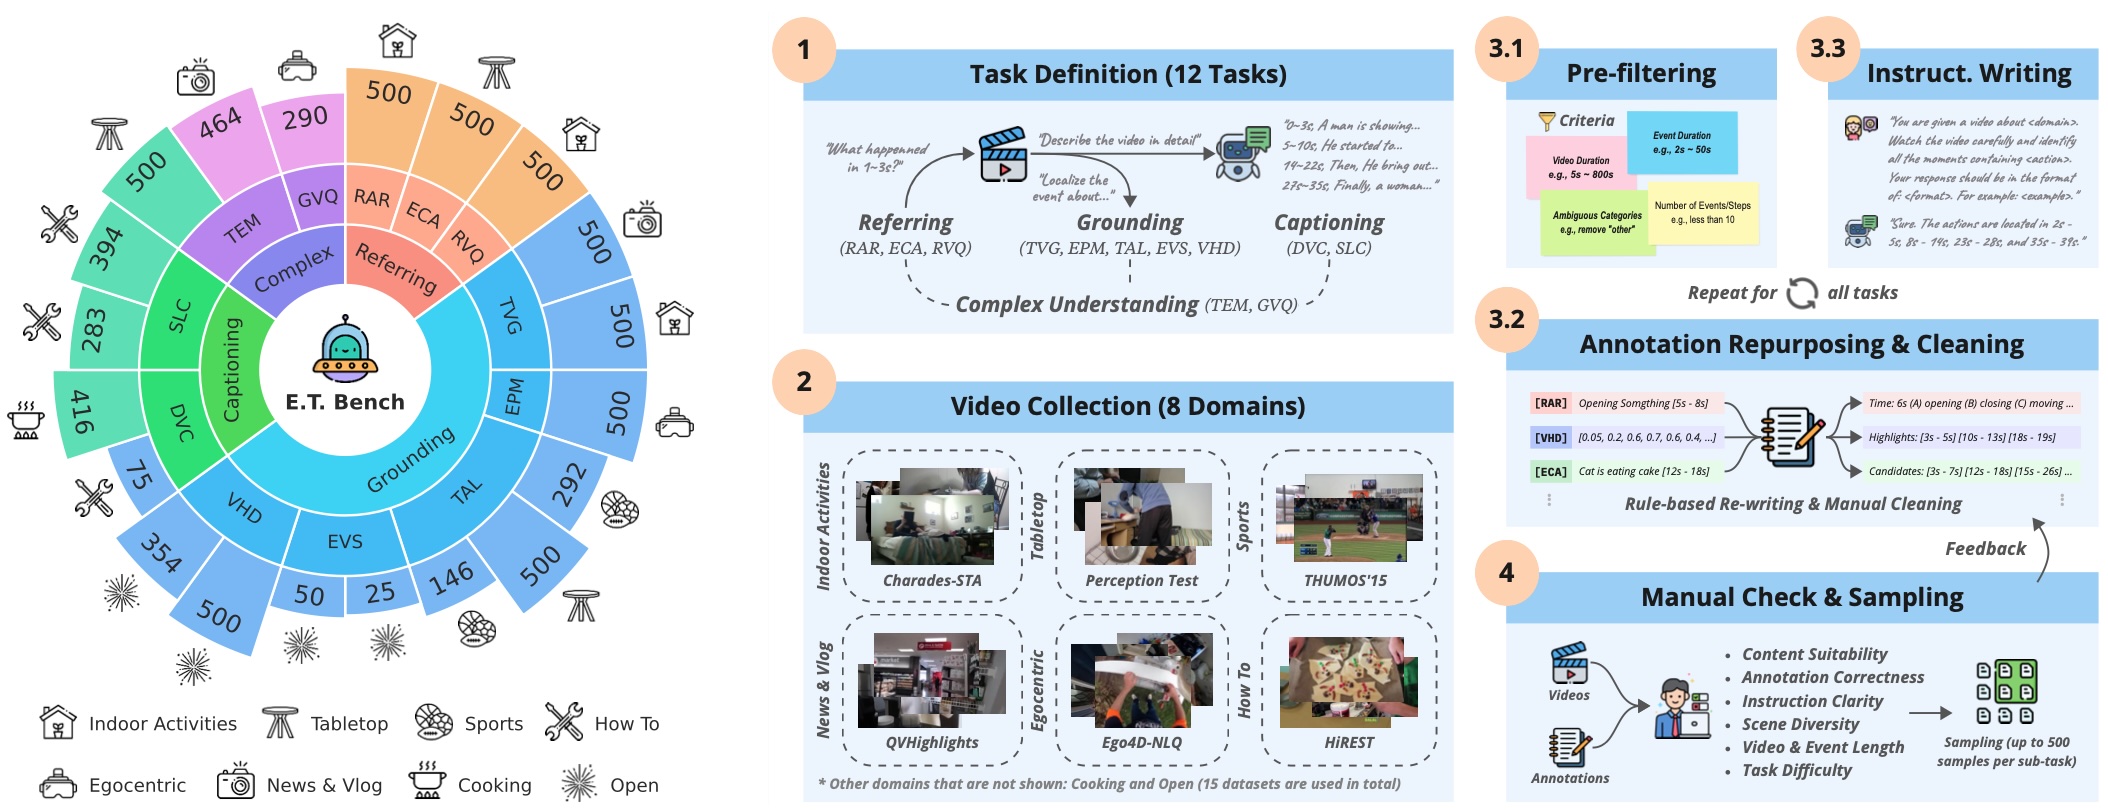 500
500
500
500
500
500
292
500
146
25
50
500
354
75
416
283
394
500
464
290
RAR
ECA
RVQ
TVG
EPM
TAL
EVS
VHD
DVC
SLC
TEM
GVQ
Referring
Grounding
Captioning
Complex
E.T. Bench
Indoor Activities
Tabletop
Sports
How To
Egocentric
News & Vlog
Cooking
Open
1
Task Definition (12 Tasks)
"What happenned
in 1~3s?"
"Describe the video in detail"
"Localize the
event about..."
"0~3s, A man is showing...
5~10s, He started to...
14~22s, Then, He bring out...
27s~35s, Finally, a woman..."
Referring
(RAR, ECA, RVQ)
Grounding
(TVG, EPM, TAL, EVS, VHD)
Captioning
(DVC, SLC)
Complex Understanding (TEM, GVQ)
2
Video Collection (8 Domains)
Indoor Activities
Charades-STA
Tabletop
Perception Test
Sports
THUMOS'15
News & Vlog
QVHighlights
Egocentric
Ego4D-NLQ
How To
HiREST
* Other domains that are not shown: Cooking and Open (15 datasets are used in total)
3.1
Pre-filtering
Criteria
Video Duration
e.g., 5s ~ 800s
Event Duration
e.g., 2s ~ 50s
Ambiguous Categories
e.g., remove "other"
Number of Events/Steps
e.g., less than 10
3.3
Instruct. Writing
"You are given a video about <domain>.
Watch the video carefully and identify
all the moments containing <action>.
Your response should be in the format
of: <format>. For example: <example>."
"Sure. The actions are located in 2s -
5s, 8s - 14s, 23s - 28s, and 35s - 39s."
Repeat for all tasks
3.2
Annotation Repurposing & Cleaning
[RAR] Opening Somgthing [5s - 8s]
Time: 6s (A) opening (B) closing (C) moving ...
[VHD] [0.05, 0.2, 0.6, 0.7, 0.6, 0.4, ...]
Highlights: [3s - 5s] [10s - 13s] [18s - 19s]
[ECA] Cat is eating cake [12s - 18s]
Candidates: [3s - 7s] [12s - 18s] [15s - 26s] ...
Rule-based Re-writing & Manual Cleaning
Feedback
4
Manual Check & Sampling
Videos
Annotations
• Content Suitability
• Annotation Correctness
• Instruction Clarity
• Scene Diversity
• Video & Event Length
• Task Difficulty
Sampling (up to 500
samples per sub-task)